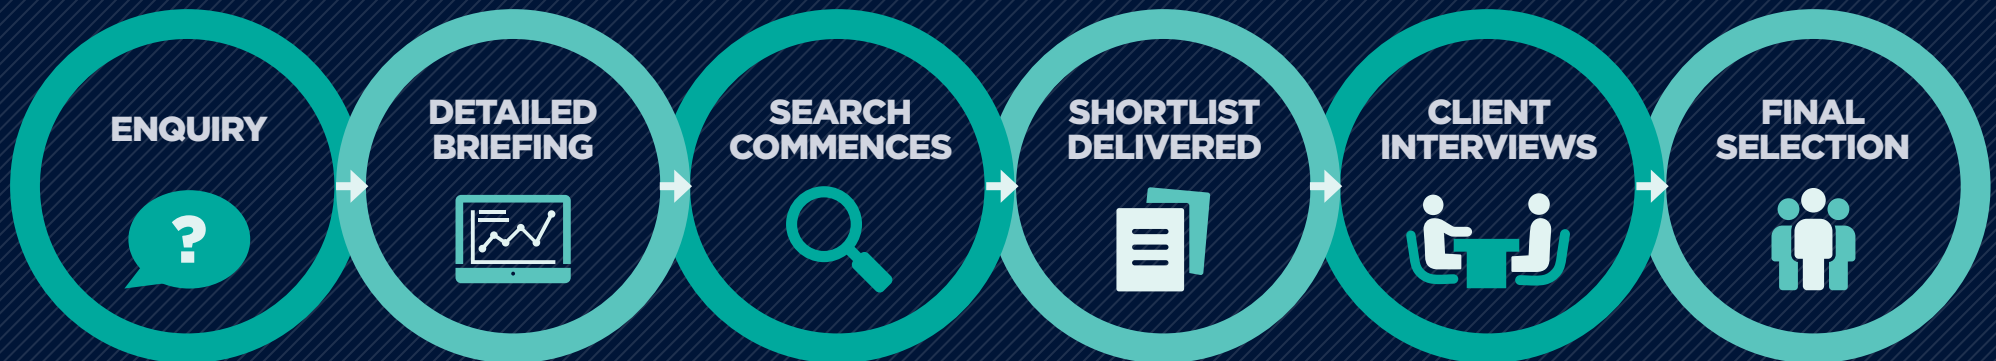 ENQUIRY
?
DETAILED
BRIEFING
SEARCH
COMMENCES
SHORTLIST
DELIVERED
CLIENT
INTERVIEWS
FINAL
SELECTION